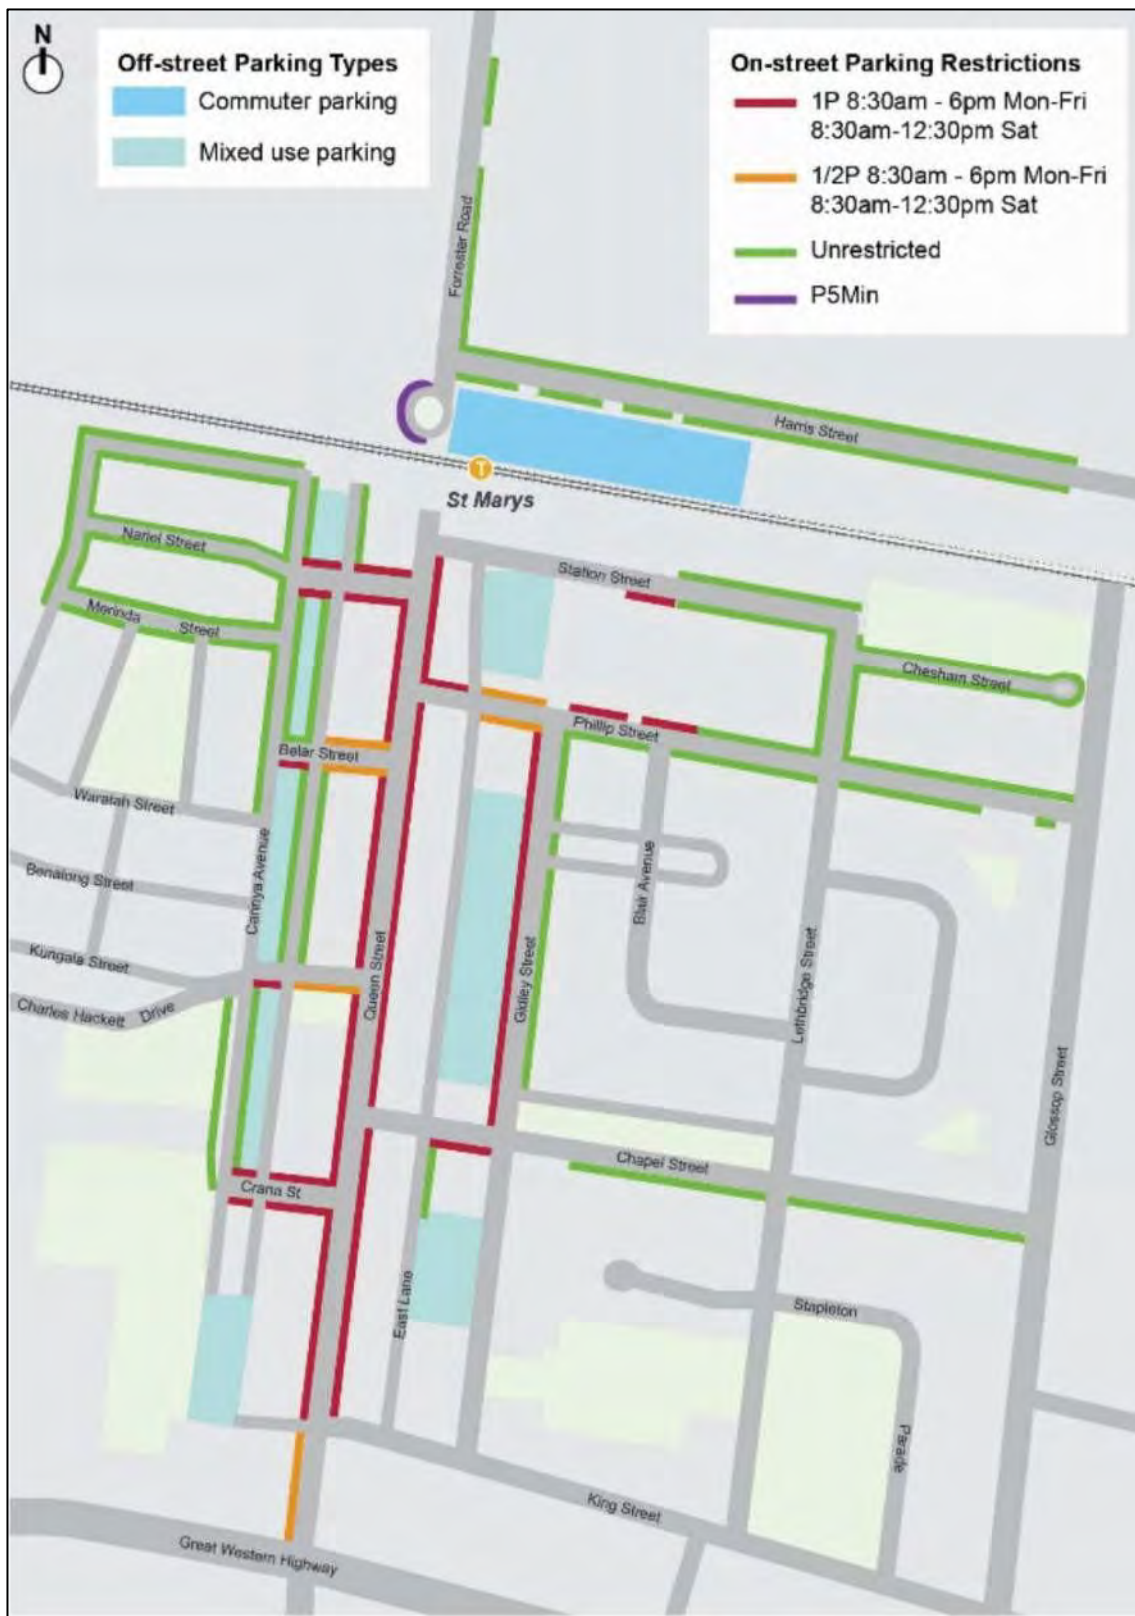 N
Off-street Parking Types
Commuter parking
Mixed use parking
On-street Parking Restrictions
1P 8:30am - 6pm Mon-Fri
8:30am-12:30pm Sat
1/2P 8:30am - 6pm Mon-Fri
8:30am-12:30pm Sat
Unrestricted
P5Min
Forrester Road
Harris Street
T
St Marys
Nariel Street
Station Street
Merinda Street
Chesham Street
Phillip Street
Belar Street
Waratah Street
Carinya Avenue
Blair Avenue
Benalong Street
Kungala Street
Queen Street
Gidley Street
Lethbridge Street
Charles Hackett Drive
Glossop Street
Chapel Street
Crana St
East Lane
Stapleton
Parade
King Street
Great Western Highway